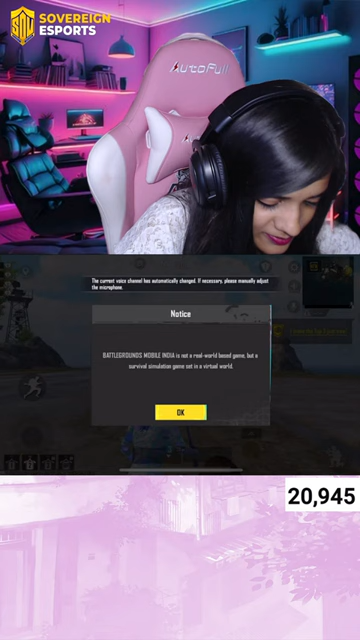 SOVEREIGN
ESPORTS
AutoFull
The current voice channel has automatically changed. If necessary, please manually adjust
the microphone.
Notice
BATTLEGROUNDS MOBILE INDIA is not a real-world based game, but a
survival simulation game set in a virtual world.
OK
20,945